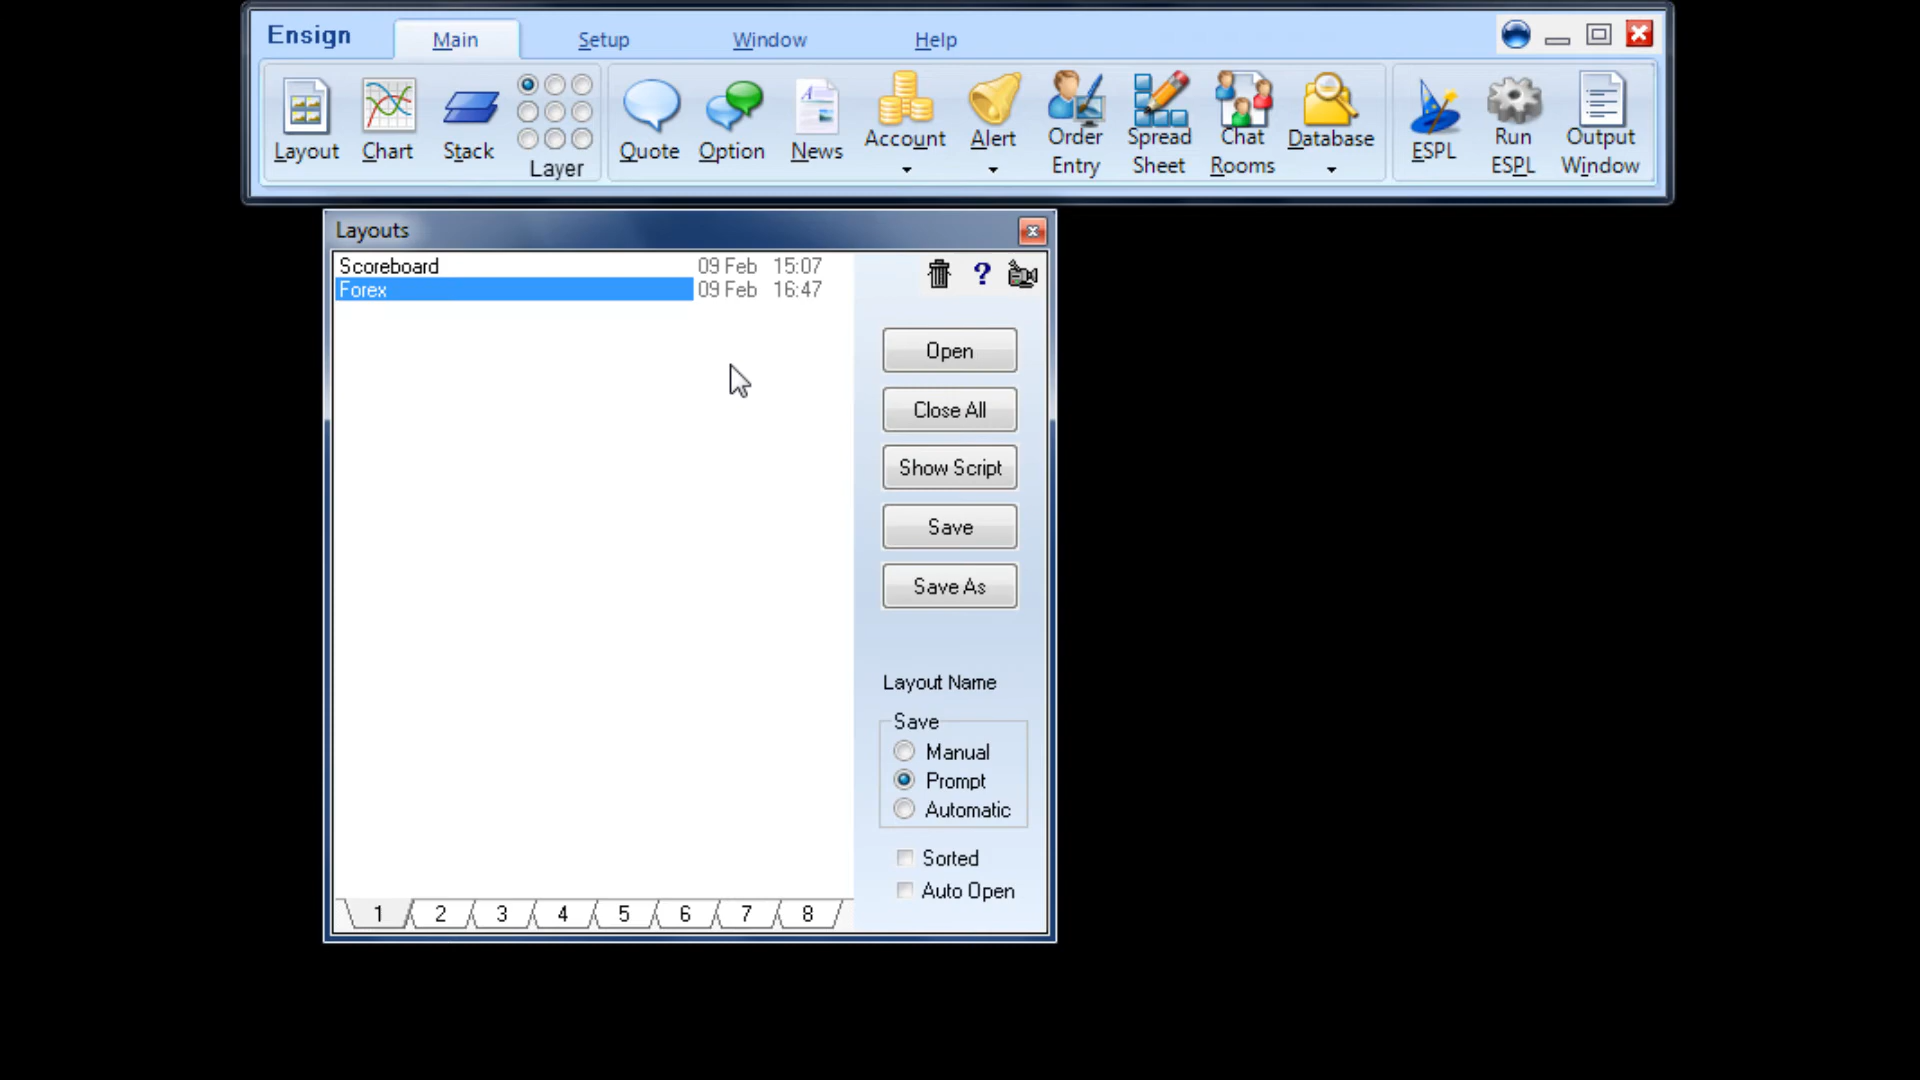 Ensign
Main Setup Window Help
Layout Chart Stack Layer Quote Option News Account Alert Order Entry Spread Sheet Chat Rooms Database ESPL Run ESPL Output Window
Layouts
Scoreboard 09 Feb 15:07
Forex 09 Feb 16:47
?
Open
Close All
Show Script
Save
Save As
Layout Name
Save
Manual
Prompt
Automatic
Sorted
Auto Open
1 2 3 4 5 6 7 8